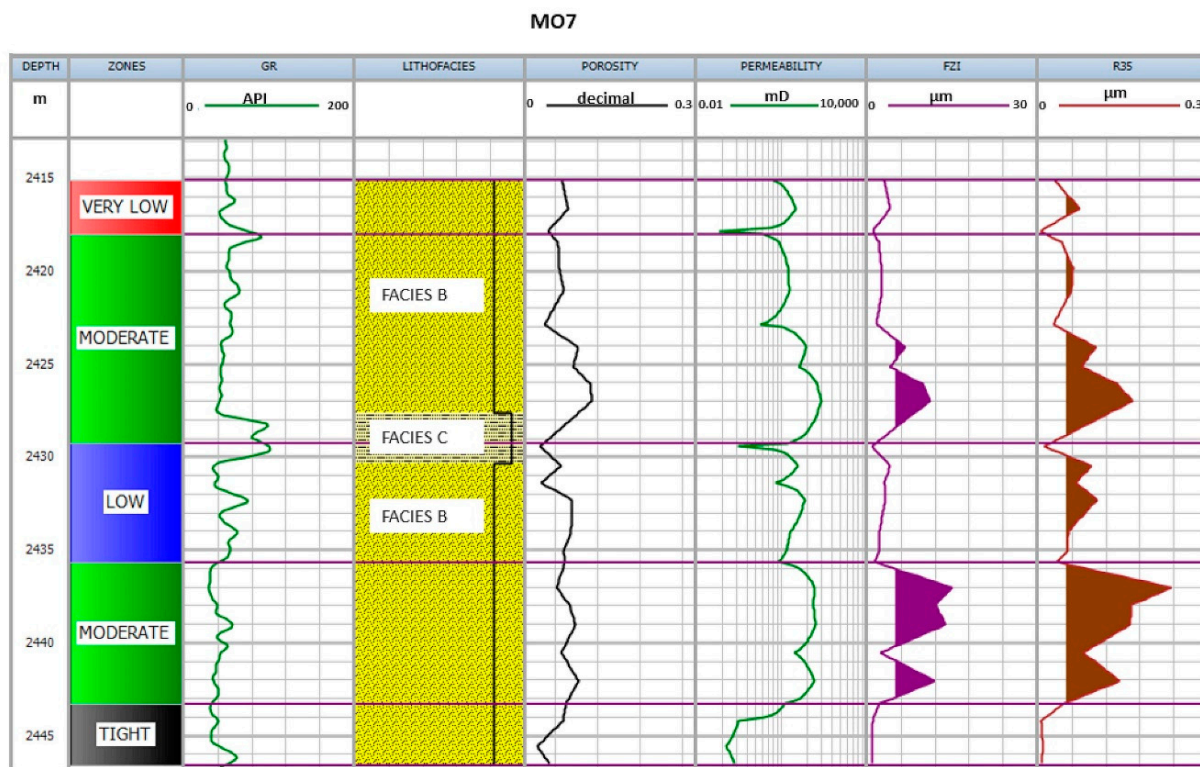 MO7
DEPTH ZONES GR LITHOFACIES POROSITY PERMEABILITY FZI R35
m 0 API 200 0 decimal 0.3 0.01 mD 10,000 0 µm 30 0 µm 0.3
2415
VERY LOW
2420
FACIES B
MODERATE
2425
FACIES C
2430
LOW
FACIES B
2435
MODERATE
2440
TIGHT
2445